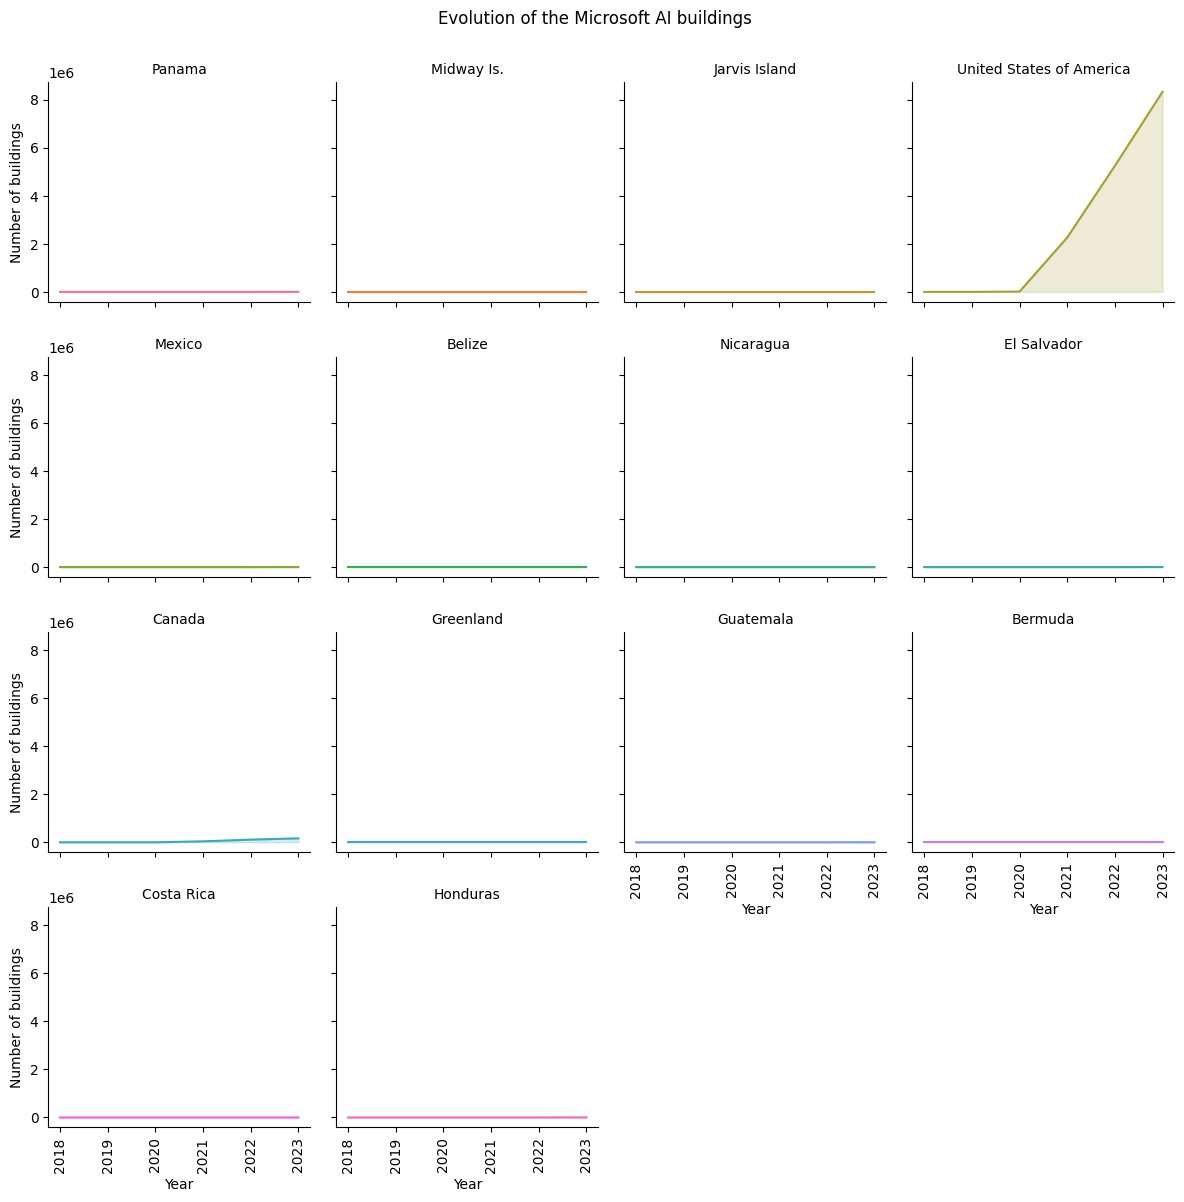 Evolution of the Microsoft AI buildings
1e6
Panama
Midway Is.
Jarvis Island
United States of America
Number of buildings
8
6
4
2
0
1e6
Mexico
Belize
Nicaragua
El Salvador
Number of buildings
8
6
4
2
0
1e6
Canada
Greenland
Guatemala
Bermuda
Number of buildings
8
6
4
2
0
2018 2019 2020 2021 2022 2023
Year
2018 2019 2020 2021 2022 2023
Year
1e6
Costa Rica
Honduras
Number of buildings
8
6
4
2
0
2018 2019 2020 2021 2022 2023
Year
2018 2019 2020 2021 2022 2023
Year